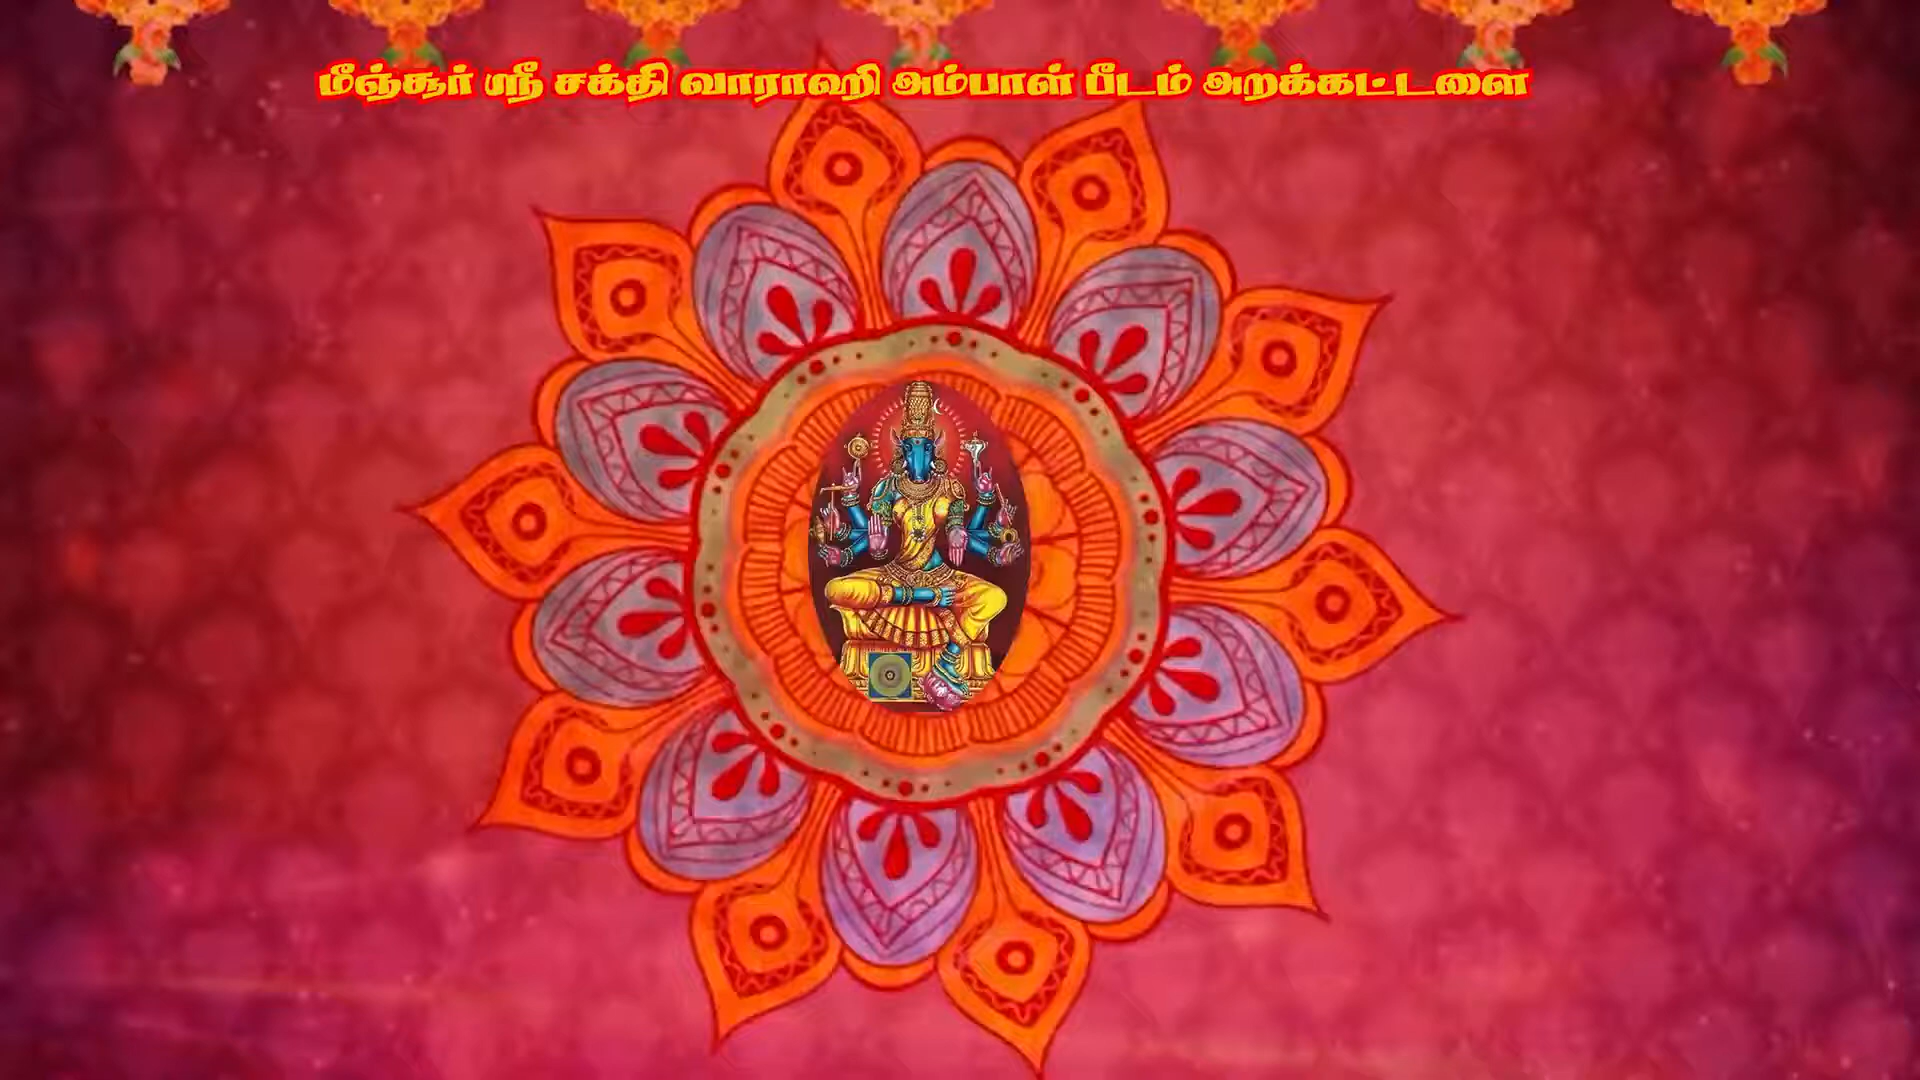 மீஞ்சூர் ஸ்ரீ சக்தி வாராஹி அம்பாள் பீடம் அறக்கட்டளை